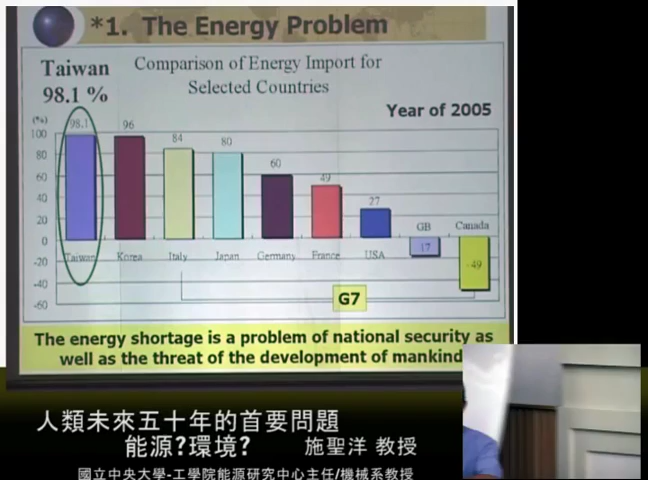 *1. The Energy Problem
Taiwan
98.1 %
Comparison of Energy Import for
Selected Countries
Year of 2005
(%)
100
80
60
40
20
0
-20
-40
-60
98.1
96
84
80
60
49
27
GB
Canada
17
-49
Taiwan
Korea
Italy
Japan
Germany
France
USA
G7
The energy shortage is a problem of national security as
well as the threat of the development of mankind
人類未來五十年的首要問題
能源?環境?
施聖洋 教授
國立中央大學-工學院能源研究中心主任/機械系教授